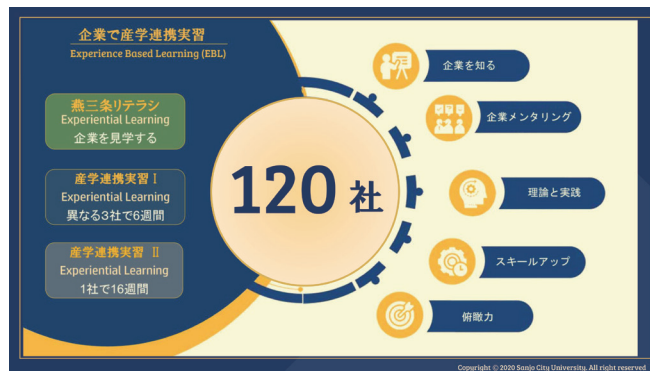 企業で産学連携実習
Experience Based Learning (EBL)
燕三条リテラシ
Experiential Learning
企業を見学する
産学連携実習 I
Experiential Learning
異なる3社で6週間
産学連携実習 II
Experiential Learning
1社で16週間
120 社
企業を知る
企業メンタリング
理論と実践
スキールアップ
俯瞰力
Copyright © 2020 Sanjo City University. All right reserved